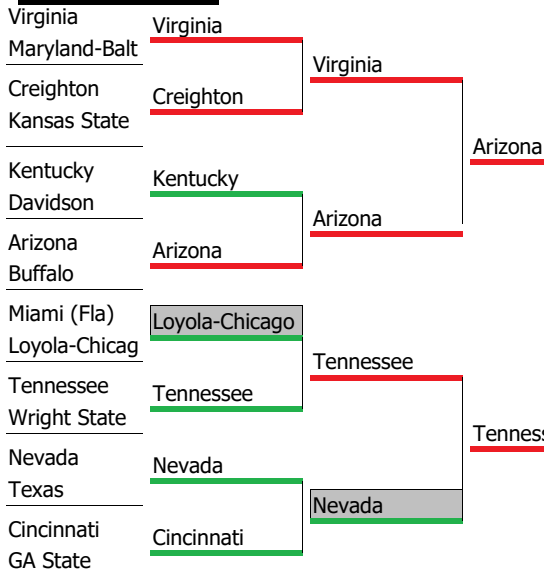 Virginia
Maryland-Balt
Creighton
Kansas State
Kentucky
Davidson
Arizona
Buffalo
Miami (Fla)
Loyola-Chicag
Tennessee
Wright State
Nevada
Texas
Cincinnati
GA State
Virginia
Creighton
Kentucky
Arizona
Loyola-Chicago
Tennessee
Nevada
Cincinnati
Virginia
Arizona
Tennessee
Nevada
Arizona
Tenness